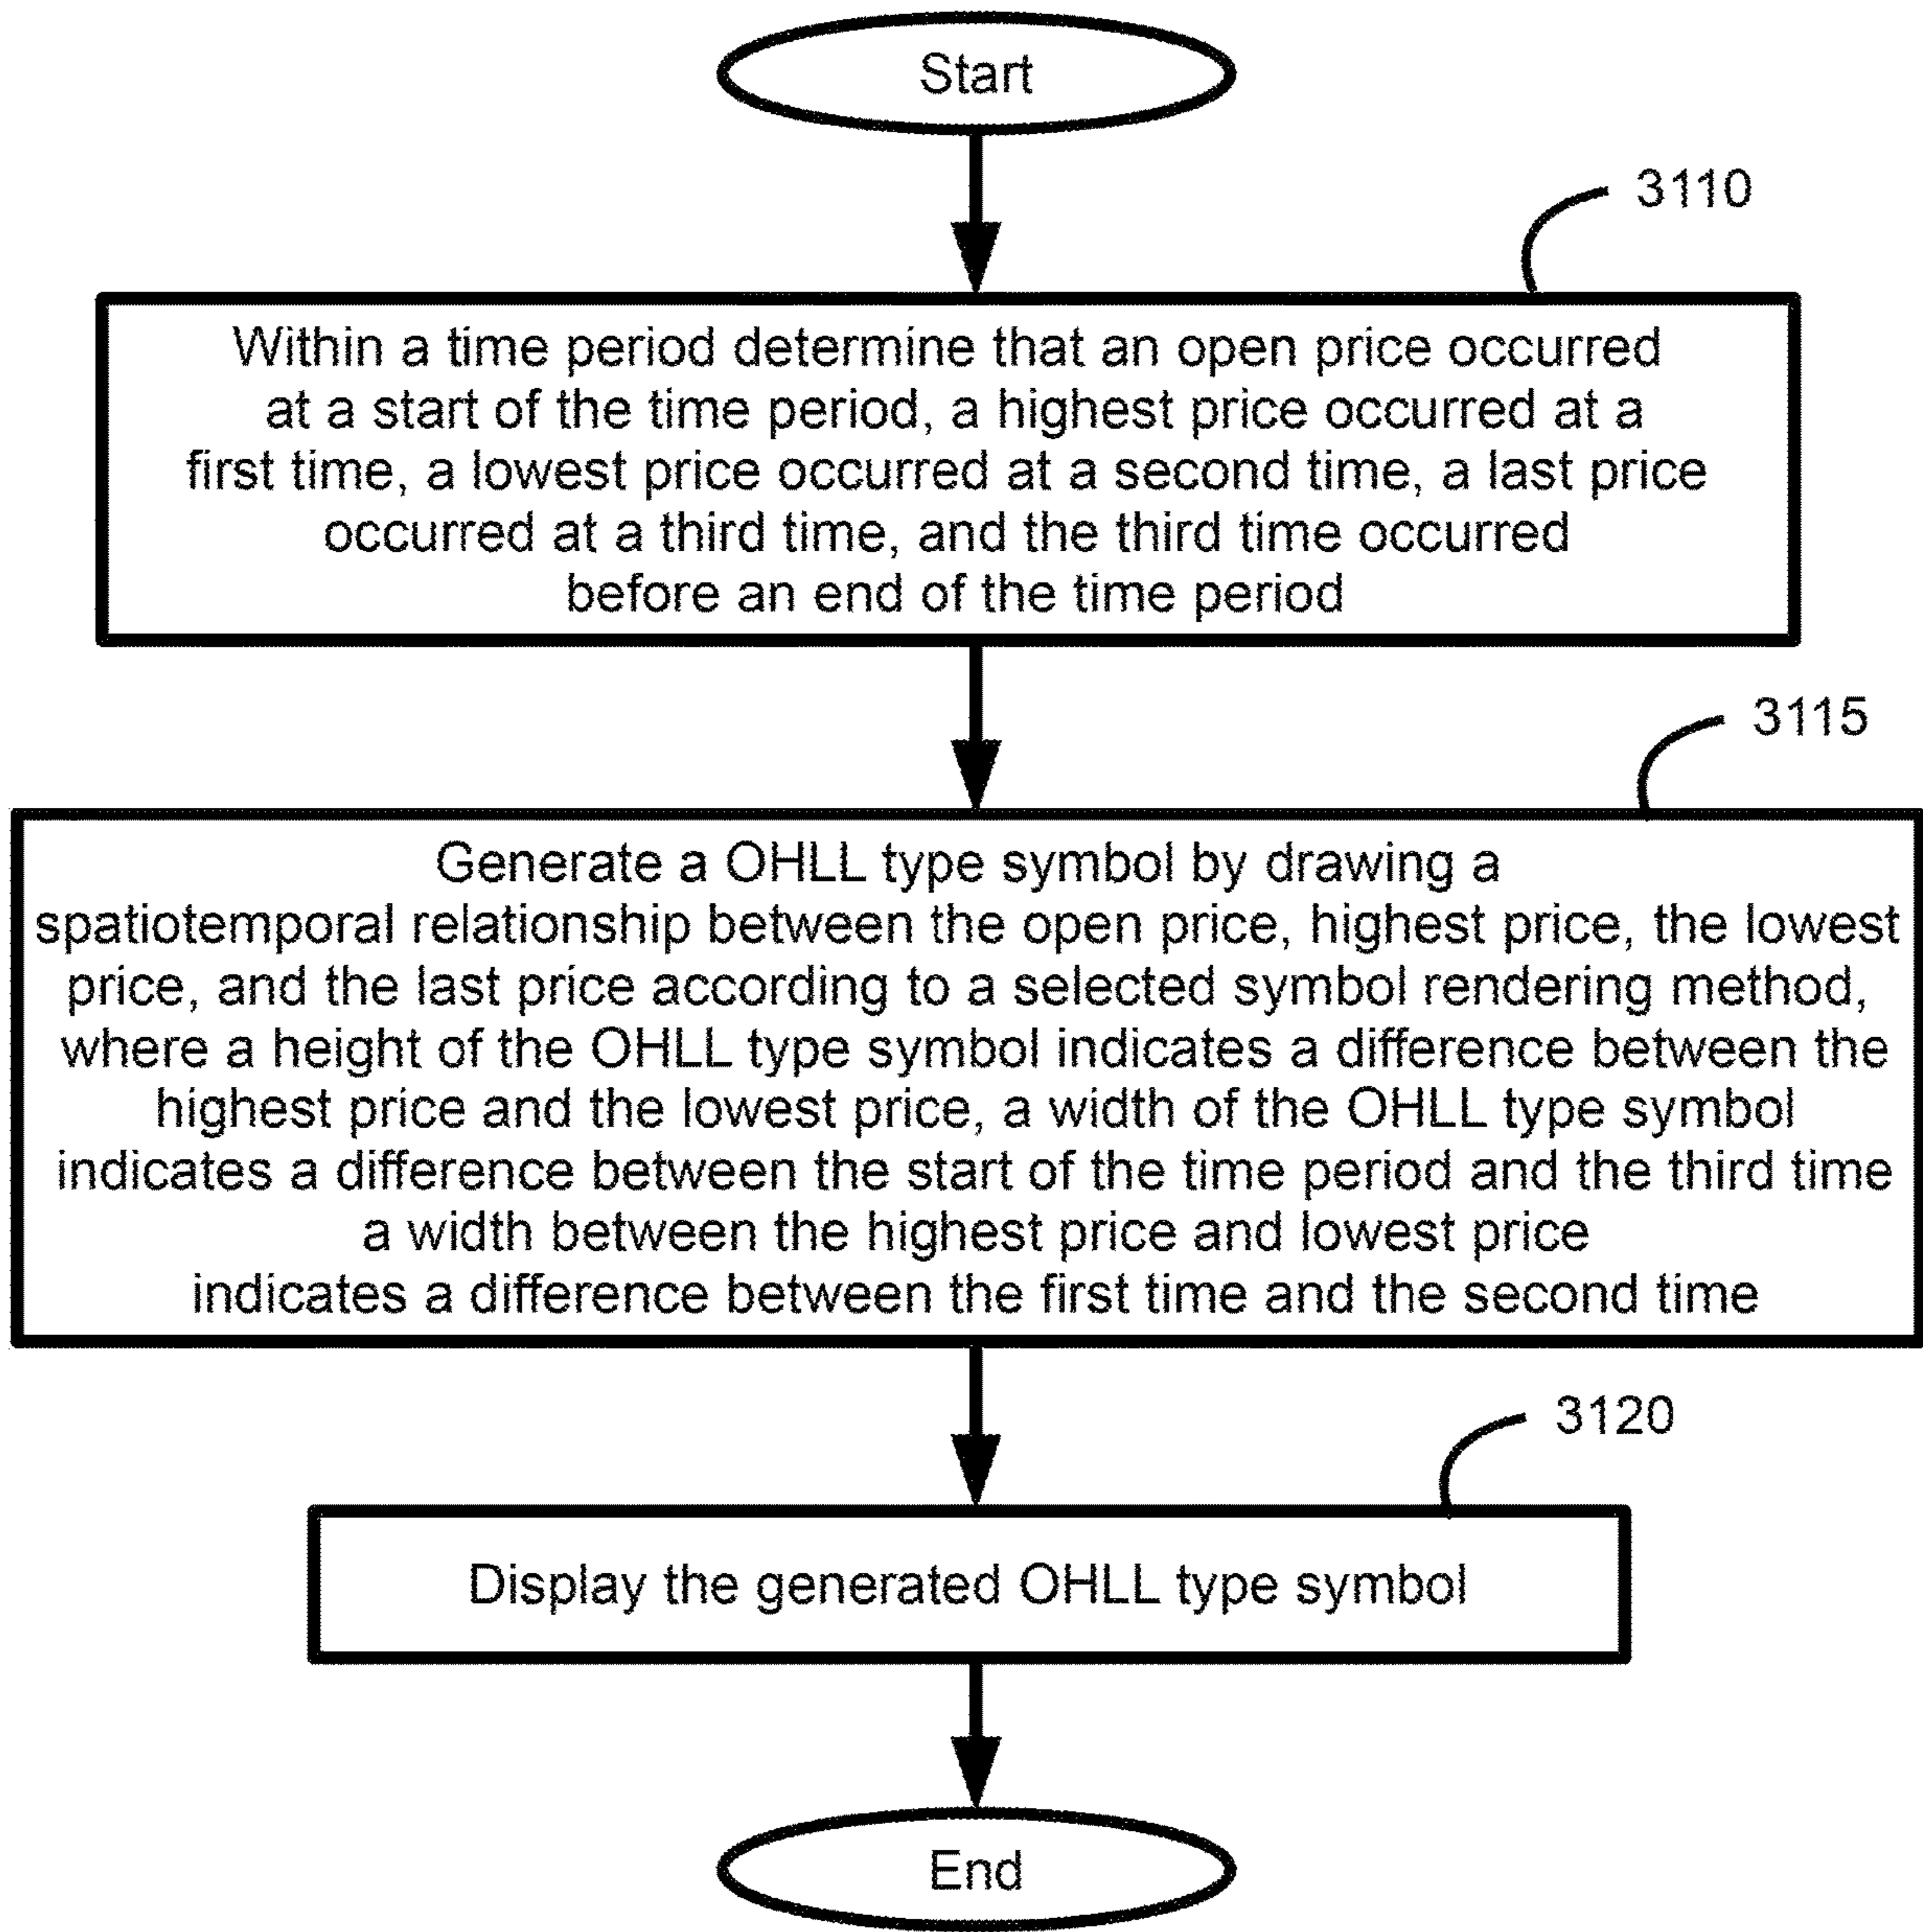 Start
3110
Within a time period determine that an open price occurred
at a start of the time period, a highest price occurred at a
first time, a lowest price occurred at a second time, a last price
occurred at a third time, and the third time occurred
before an end of the time period
3115
Generate a OHLL type symbol by drawing a
spatiotemporal relationship between the open price, highest price, the lowest
price, and the last price according to a selected symbol rendering method,
where a height of the OHLL type symbol indicates a difference between the
highest price and the lowest price, a width of the OHLL type symbol
indicates a difference between the start of the time period and the third time
a width between the highest price and lowest price
indicates a difference between the first time and the second time
3120
Display the generated OHLL type symbol
End